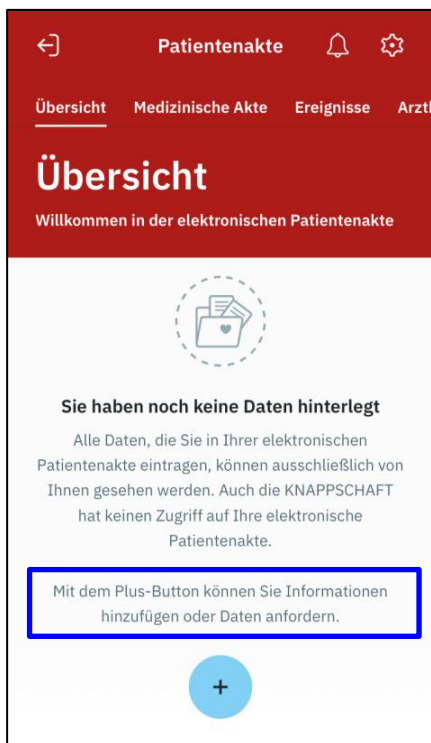 Patientenakte
Übersicht Medizinische Akte Ereignisse Arztl
Übersicht
Willkommen in der elektronischen Patientenakte
Sie haben noch keine Daten hinterlegt
Alle Daten, die Sie in Ihrer elektronischen
Patientenakte eintragen, können ausschließlich von
Ihnen gesehen werden. Auch die KNAPPSCHAFT
hat keinen Zugriff auf Ihre elektronische
Patientenakte.
Mit dem Plus-Button können Sie Informationen
hinzufügen oder Daten anfordern.
+